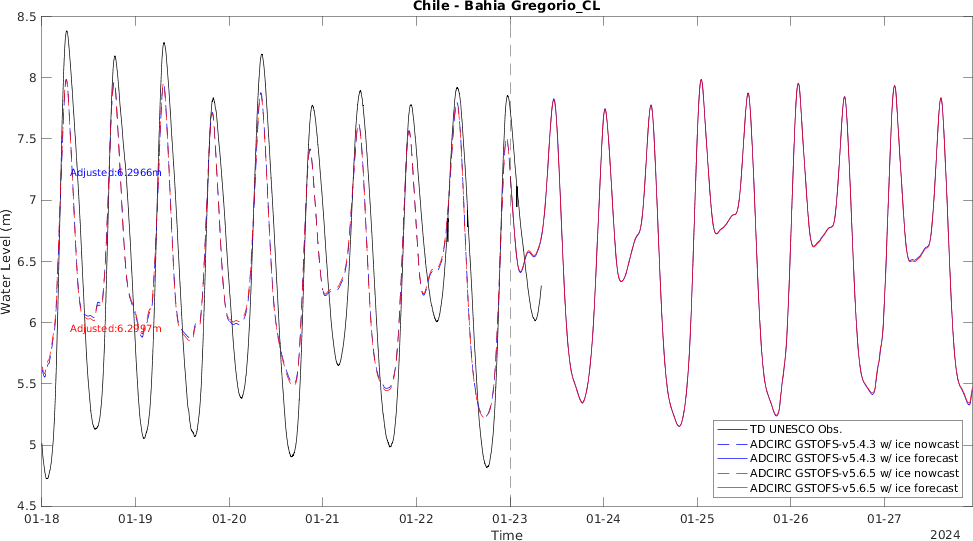 Chile - Bahia Gregorio_CL
8.5
8
7.5
7
6.5
6
5.5
5
4.5
Water Level (m)
Adjusted:6.2966m
Adjusted:6.2997m
TD UNESCO Obs.
ADCIRC GSTOFS-v5.4.3 w/ ice nowcast
ADCIRC GSTOFS-v5.4.3 w/ ice forecast
ADCIRC GSTOFS-v5.6.5 w/ ice nowcast
ADCIRC GSTOFS-v5.6.5 w/ ice forecast
01-18 01-19 01-20 01-21 01-22 01-23 01-24 01-25 01-26 01-27
Time
2024